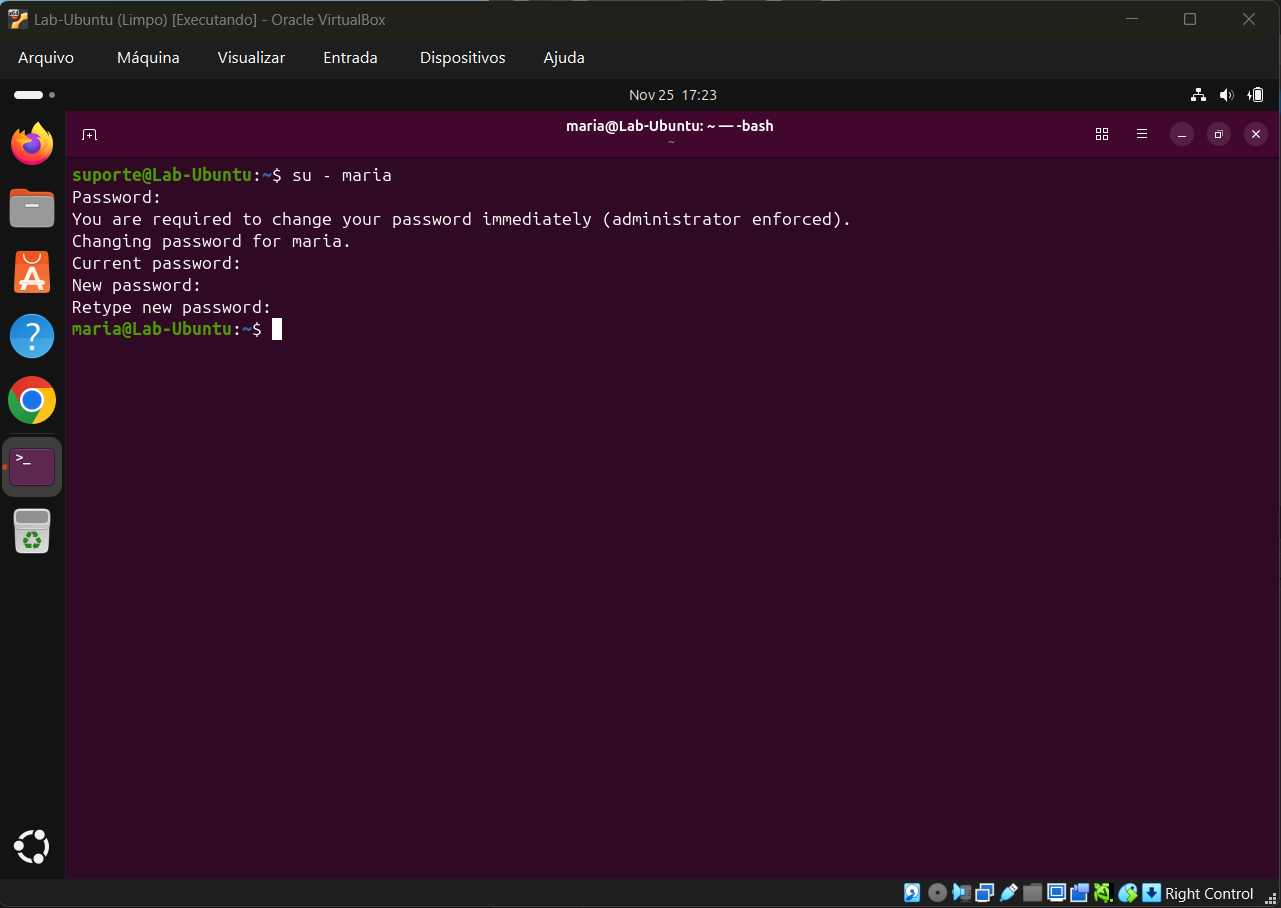 Lab-Ubuntu (Limpo) [Executando] - Oracle VirtualBox
Arquivo Máquina Visualizar Entrada Dispositivos Ajuda
Nov 25 17:23
maria@Lab-Ubuntu: ~ — -bash
~
suporte@Lab-Ubuntu:~$ su - maria
Password:
You are required to change your password immediately (administrator enforced).
Changing password for maria.
Current password:
New password:
Retype new password:
maria@Lab-Ubuntu:~$
Right Control